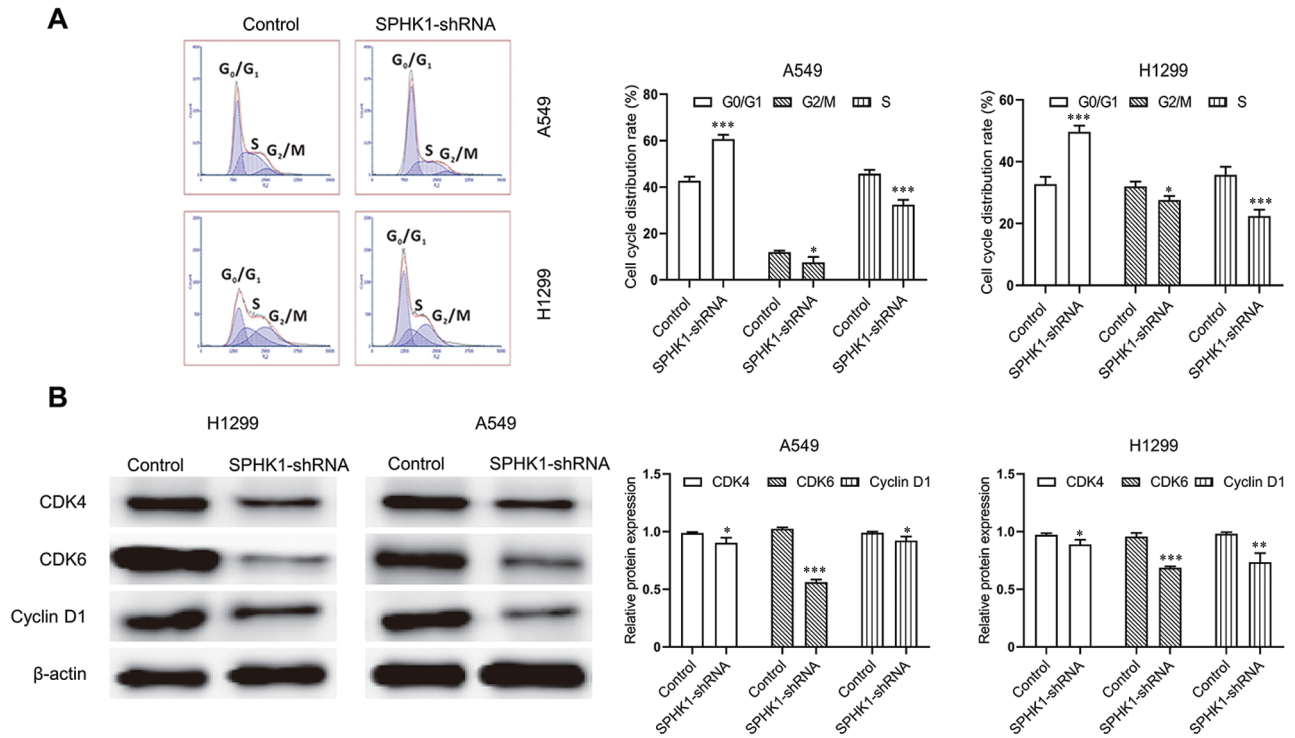 A
Control
SPHK1-shRNA
G0/G1
S
G2/M
G0/G1
S
G2/M
A549
G0/G1
S
G2/M
G0/G1
S
G2/M
H1299
A549
G0/G1
G2/M
S
Cell cycle distribution rate (%)
80
60
40
20
0
***
*
***
Control
SPHK1-shRNA
Control
SPHK1-shRNA
Control
SPHK1-shRNA
H1299
G0/G1
G2/M
S
Cell cycle distribution rate (%)
60
40
20
0
***
*
***
Control
SPHK1-shRNA
Control
SPHK1-shRNA
Control
SPHK1-shRNA
B
H1299
A549
Control
SPHK1-shRNA
Control
SPHK1-shRNA
CDK4
CDK6
Cyclin D1
β-actin
A549
CDK4
CDK6
Cyclin D1
Relative protein expression
1.5
1.0
0.5
0
*
***
*
Control
SPHK1-shRNA
Control
SPHK1-shRNA
Control
SPHK1-shRNA
H1299
CDK4
CDK6
Cyclin D1
Relative protein expression
1.5
1.0
0.5
0
*
***
**
Control
SPHK1-shRNA
Control
SPHK1-shRNA
Control
SPHK1-shRNA